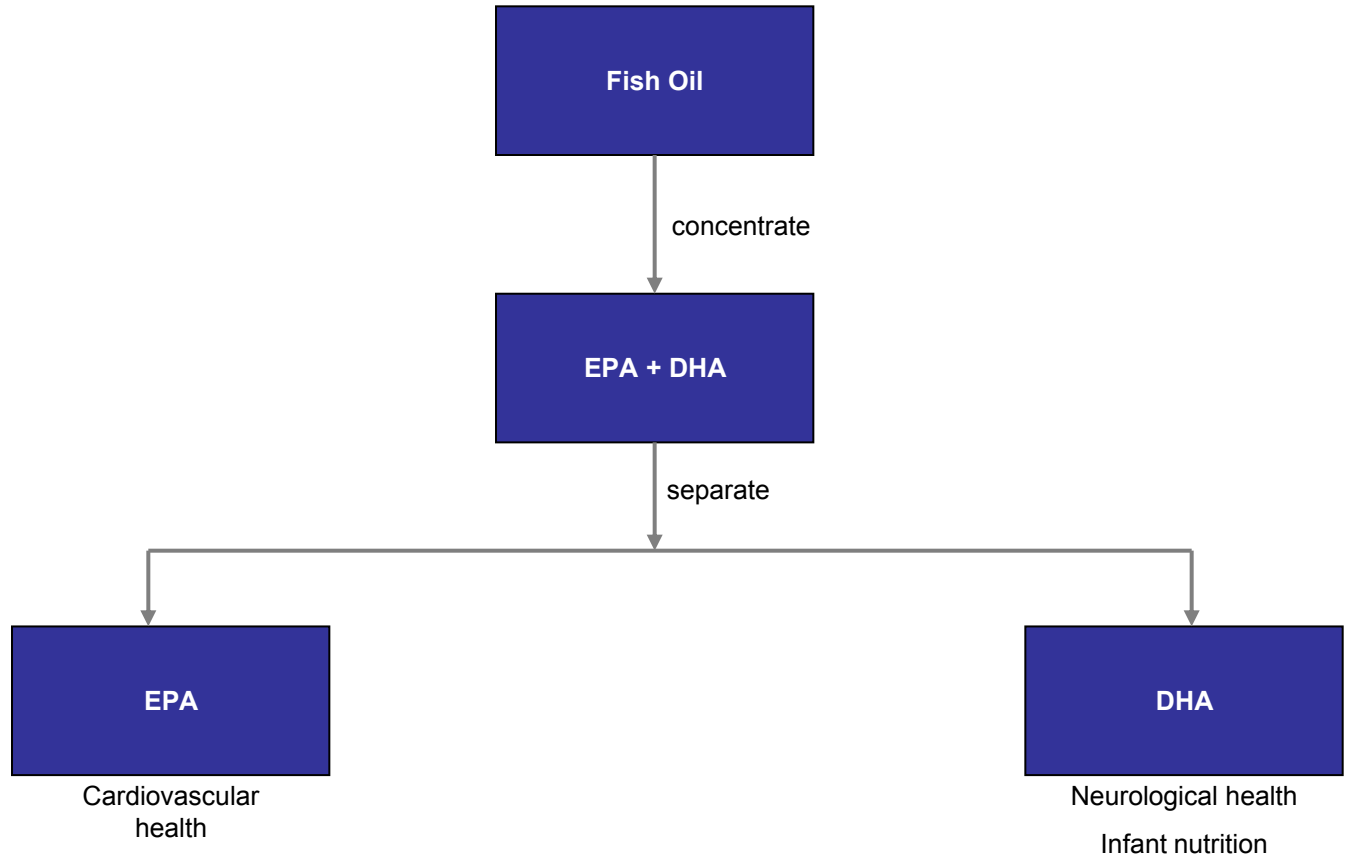 Fish Oil
concentrate
EPA + DHA
separate
EPA
DHA
Cardiovascular
health
Neurological health
Infant nutrition